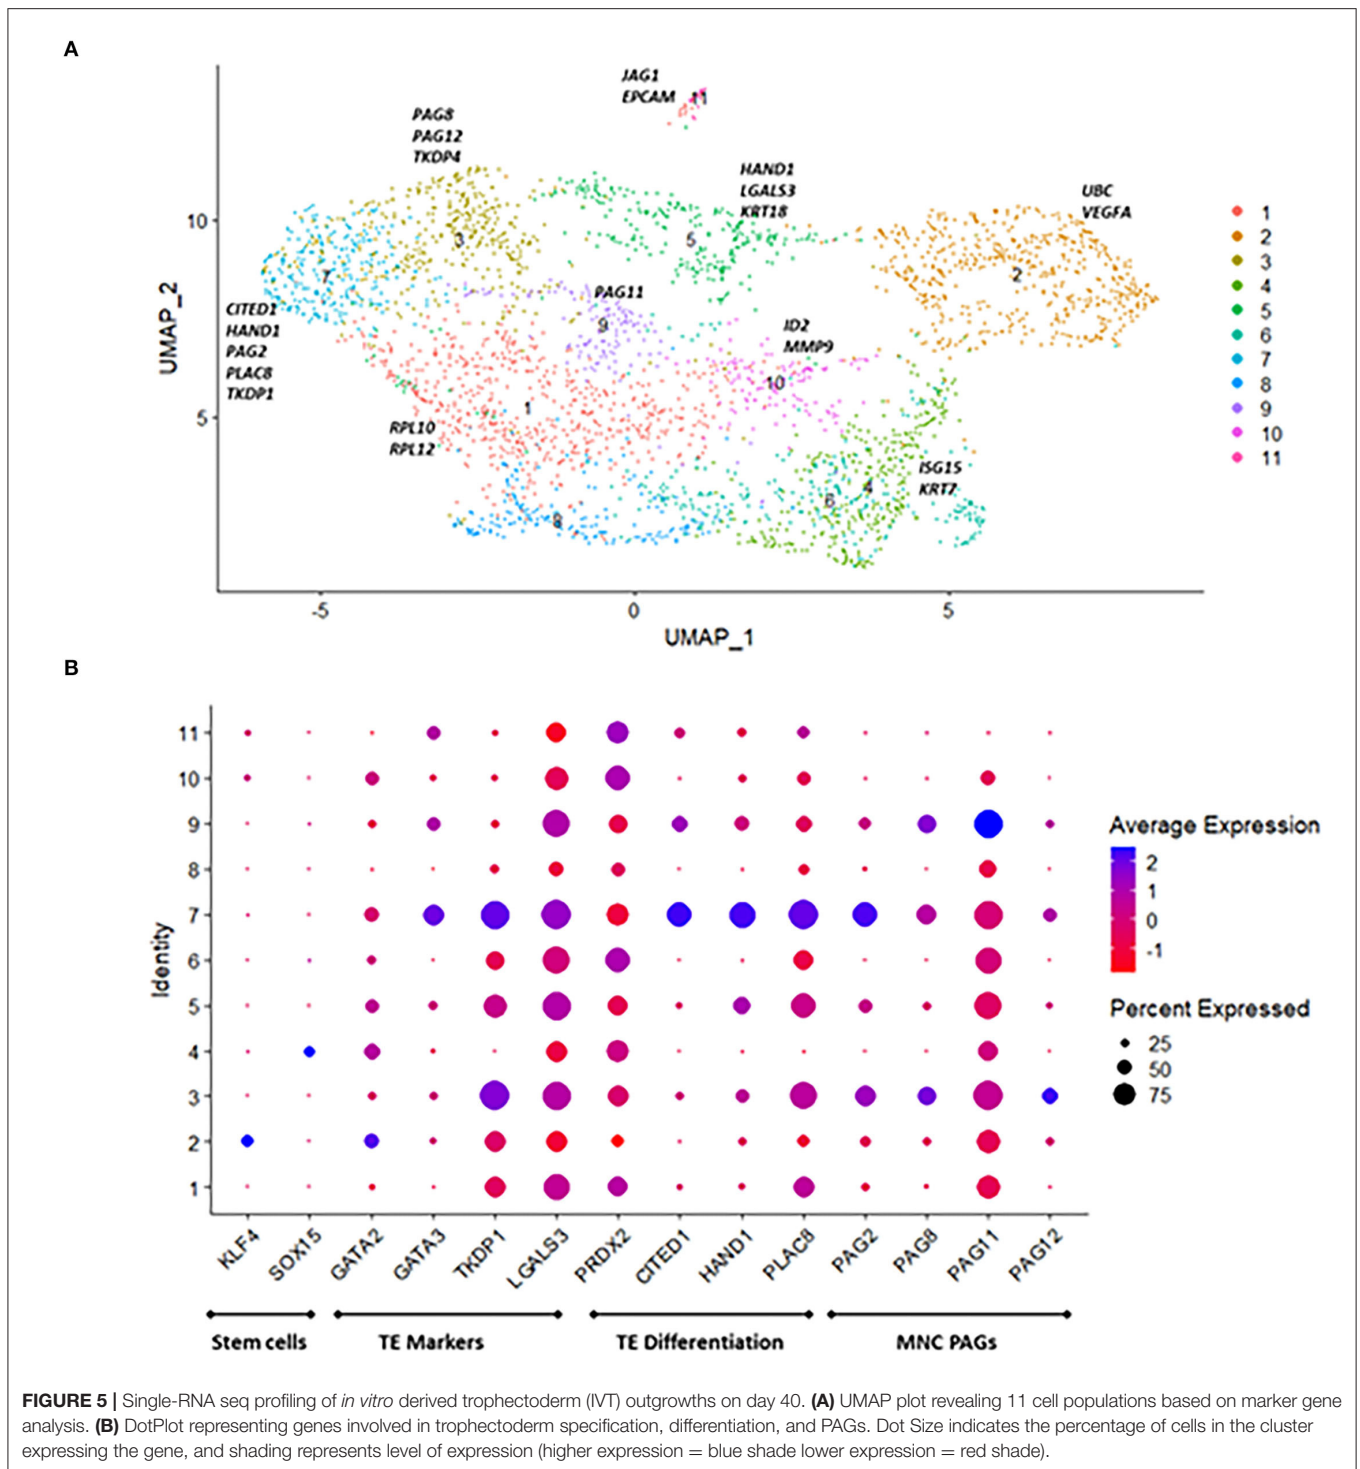 A
JAG1
EPCAM
11
PAG8
PAG12
TKDP4
HAND1
LGALS3
KRT18
UBC
VEGFA
10
3
5
2
7
PAG11
9
CITED1
HAND1
PAG2
PLAC8
TKDP1
ID2
MMP9
10
1
5
RPL10
RPL12
ISG15
KRT7
4
6
8
UMAP_2
-5
0
5
UMAP_1
1
2
3
4
5
6
7
8
9
10
11
B
11
10
9
8
7
6
5
4
3
2
1
Identity
KLF4
SOX15
GATA2
GATA3
TKDP1
LGALS3
PRDX2
CITED1
HAND1
PLAC8
PAG2
PAG8
PAG11
PAG12
Stem cells
TE Markers
TE Differentiation
MNC PAGs
Average Expression
2
1
0
-1
Percent Expressed
25
50
75
FIGURE 5 | Single-RNA seq profiling of in vitro derived trophectoderm (IVT) outgrowths on day 40. (A) UMAP plot revealing 11 cell populations based on marker gene
analysis. (B) DotPlot representing genes involved in trophectoderm specification, differentiation, and PAGs. Dot Size indicates the percentage of cells in the cluster
expressing the gene, and shading represents level of expression (higher expression = blue shade lower expression = red shade).